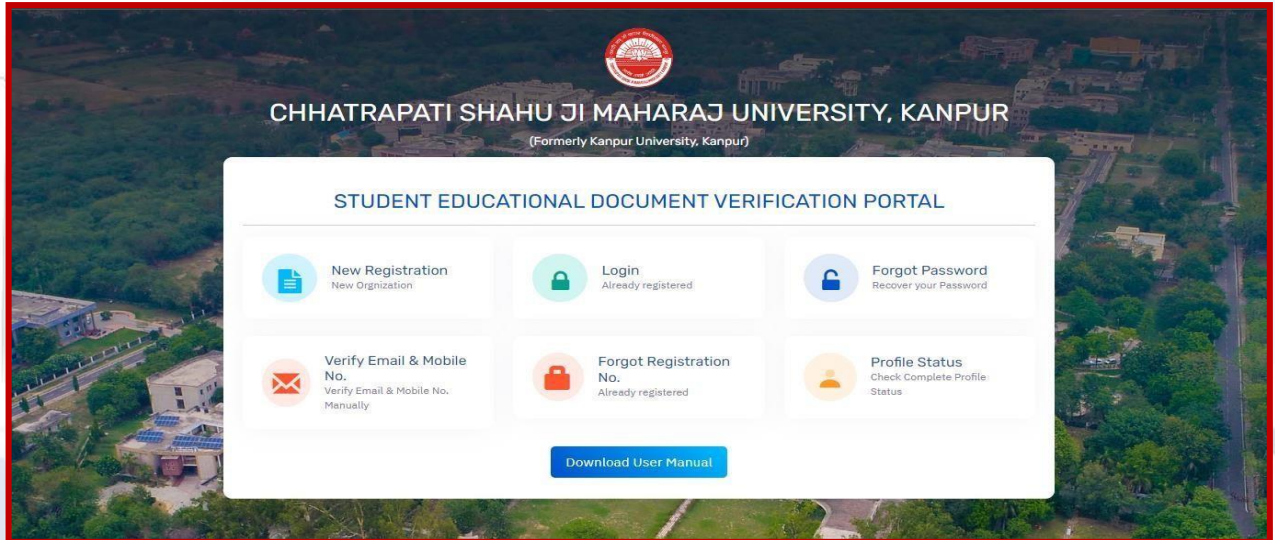 CHHATRAPATI SHAHU JI MAHARAJ UNIVERSITY, KANPUR
(Formerly Kanpur University, Kanpur)
STUDENT EDUCATIONAL DOCUMENT VERIFICATION PORTAL
New Registration
New Orgnization
Login
Already registered
Forgot Password
Recover your Password
Verify Email & Mobile
No.
Verify Email & Mobile No.
Manually
Forgot Registration
No.
Already registered
Profile Status
Check Complete Profile
Status
Download User Manual